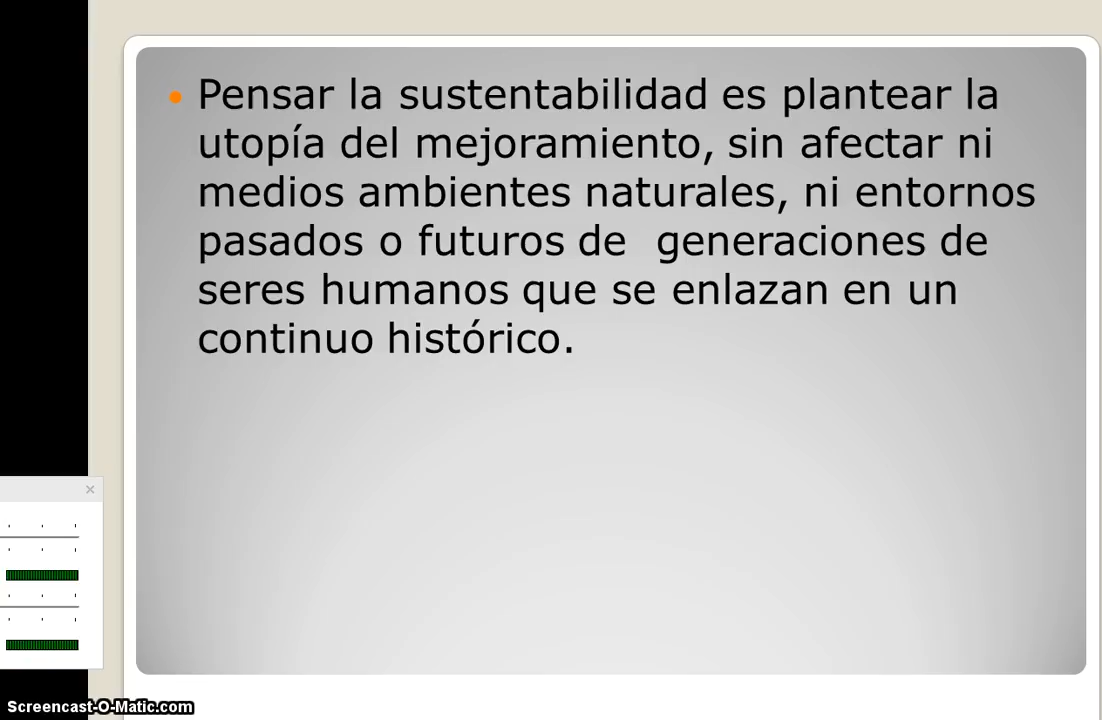 Pensar la sustentabilidad es plantear la
utopía del mejoramiento, sin afectar ni
medios ambientes naturales, ni entornos
pasados o futuros de  generaciones de
seres humanos que se enlazan en un
continuo histórico.
Screencast-O-Matic.com